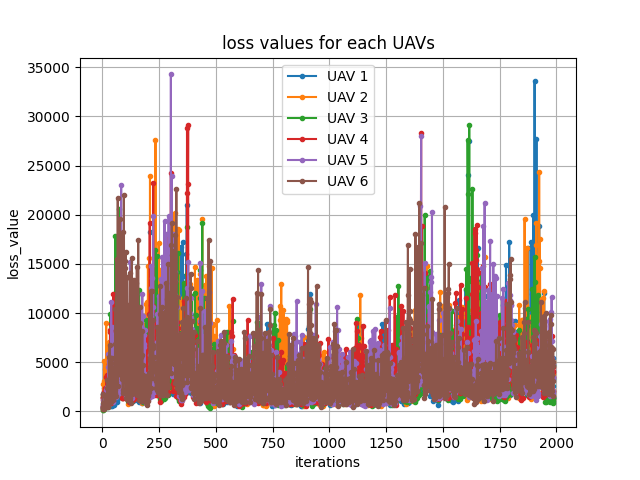 loss values for each UAVs
35000
30000
25000
20000
15000
10000
5000
0
loss_value
UAV 1
UAV 2
UAV 3
UAV 4
UAV 5
UAV 6
0 250 500 750 1000 1250 1500 1750 2000
iterations